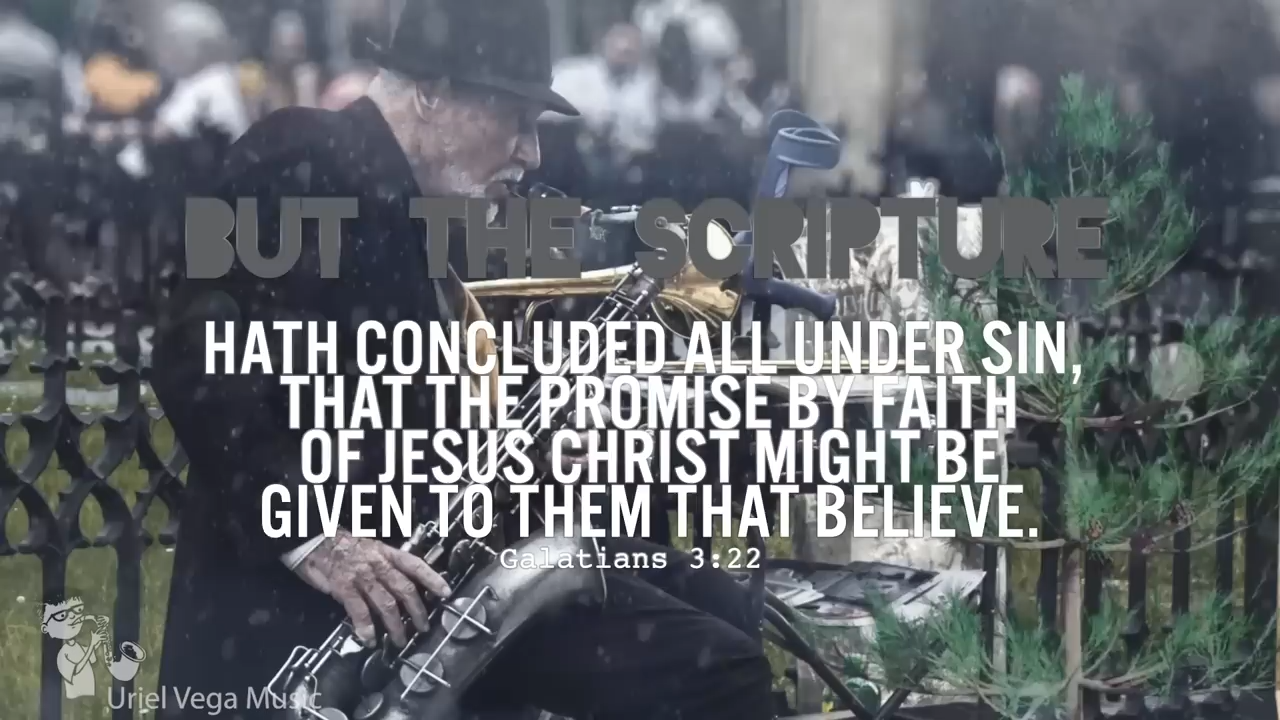 BUT THE SCRIPTURE
HATH CONCLUDED ALL UNDER SIN,
THAT THE PROMISE BY FAITH
OF JESUS CHRIST MIGHT BE
GIVEN TO THEM THAT BELIEVE.
Galatians 3:22
Uriel Vega Music